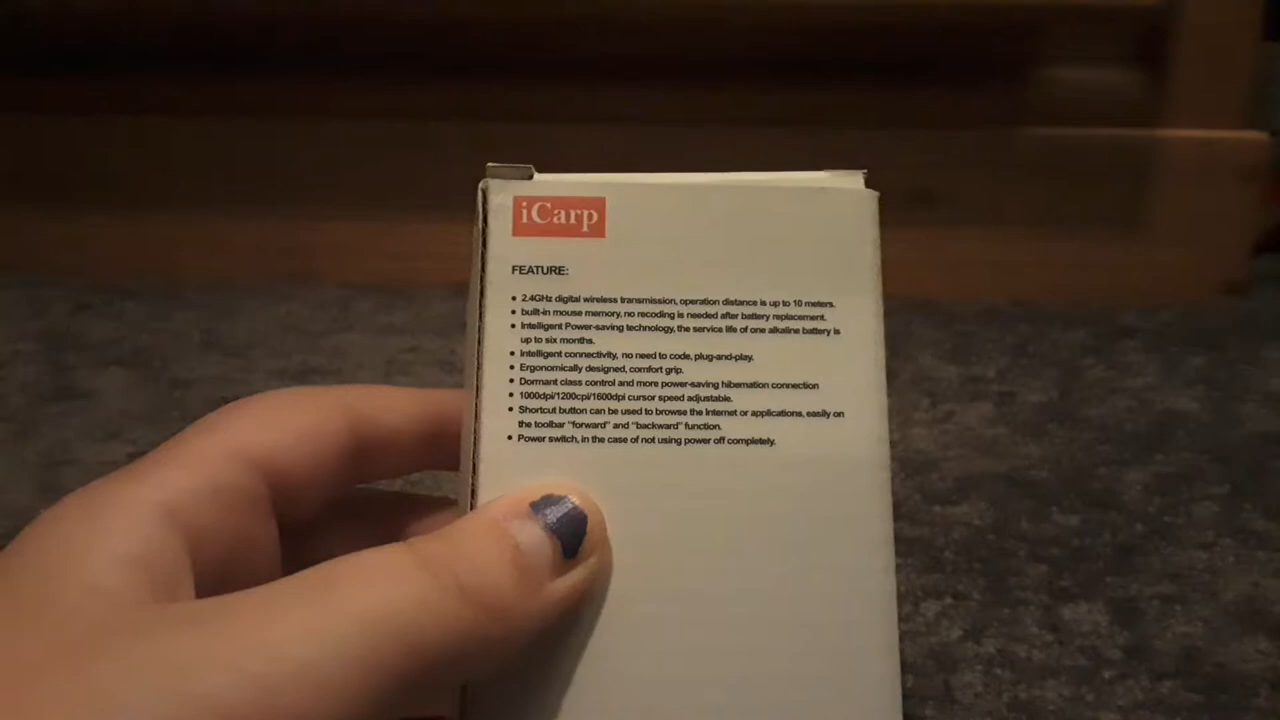 iCarp
FEATURE:
• 2.4GHz digital wireless transmission, operation distance is up to 10 meters.
• built-in mouse memory, no recoding is needed after battery replacement.
• Intelligent Power-saving technology, the service life of one alkaline battery is
up to six months.
• Intelligent connectivity, no need to code, plug-and-play.
• Ergonomically designed, comfort grip.
• Dormant class control and more power-saving hibernation connection
• 1000dpi/1200cpi/1600dpi cursor speed adjustable.
• Shortcut button can be used to browse the Internet or applications, easily on
the toolbar "forward" and "backward" function.
• Power switch, in the case of not using power off completely.